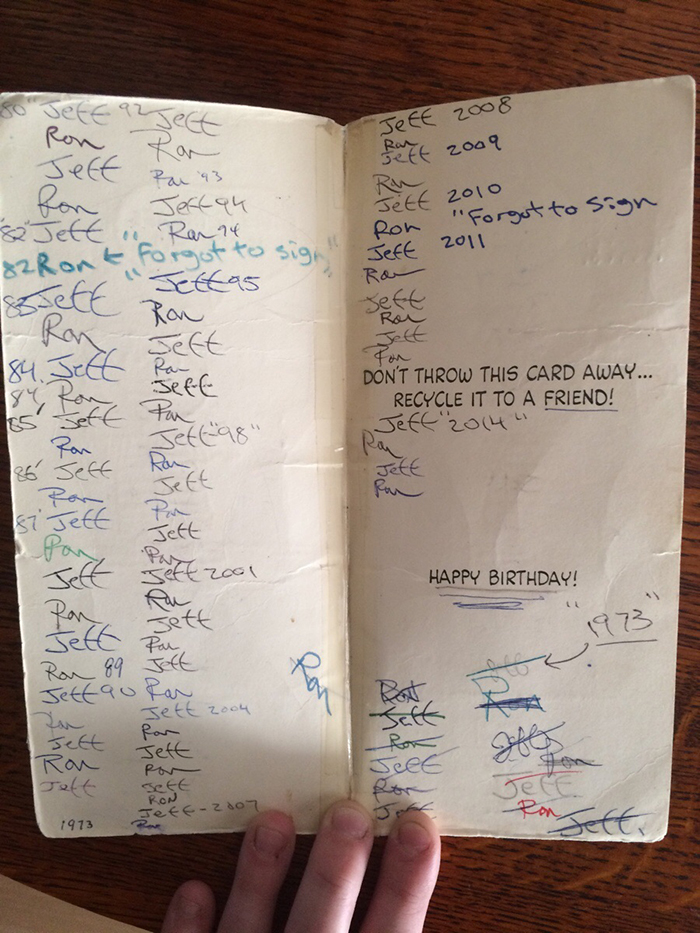 80" Jeff
Ron
Jeff
Ron
"82" Jeff
82 Ron ← "Forgot to sign"
83 Jeff
Ron
84. Jeff
84' Ron
85' Jeff
Ron
86' Jeff
Ron
87' Jeff
Ron
Jeff
Ron
Jeff
Ron 89
Jeff 90
Ron
Jeff
Ron
Jeff
1973
92 Jeff
Ron
Ron '93
Jeff 94
Ron 94
Jeff 95
Ron
Jeff
Ron
Jeff
Ron
Jeff "98"
Ron
Jeff
Ron
Jeff
Ron
Jeff 2001
Ron
Jeff
Ron
Jeff
Ron
Jeff 2004
Ron
Jeff
Ron
Jeff
RON
Jeff - 2007
Ron
Ron
Jeff 2008
Ron
Jeff 2009
Ron
Jeff 2010
Ron "Forgot to sign
Jeff 2011
Ron
Jeff
Ron
Jeff
Ron
DON'T THROW THIS CARD AWAY...
RECYCLE IT TO A FRIEND!
Jeff "2014"
Ron
Jeff
Ron
HAPPY BIRTHDAY!
"1973"
Ron
Jeff
Ron
Jeff
Ron
Jeff
Jeff
Ron
Jeff
Ron
Jeff
Ron
Jeff.